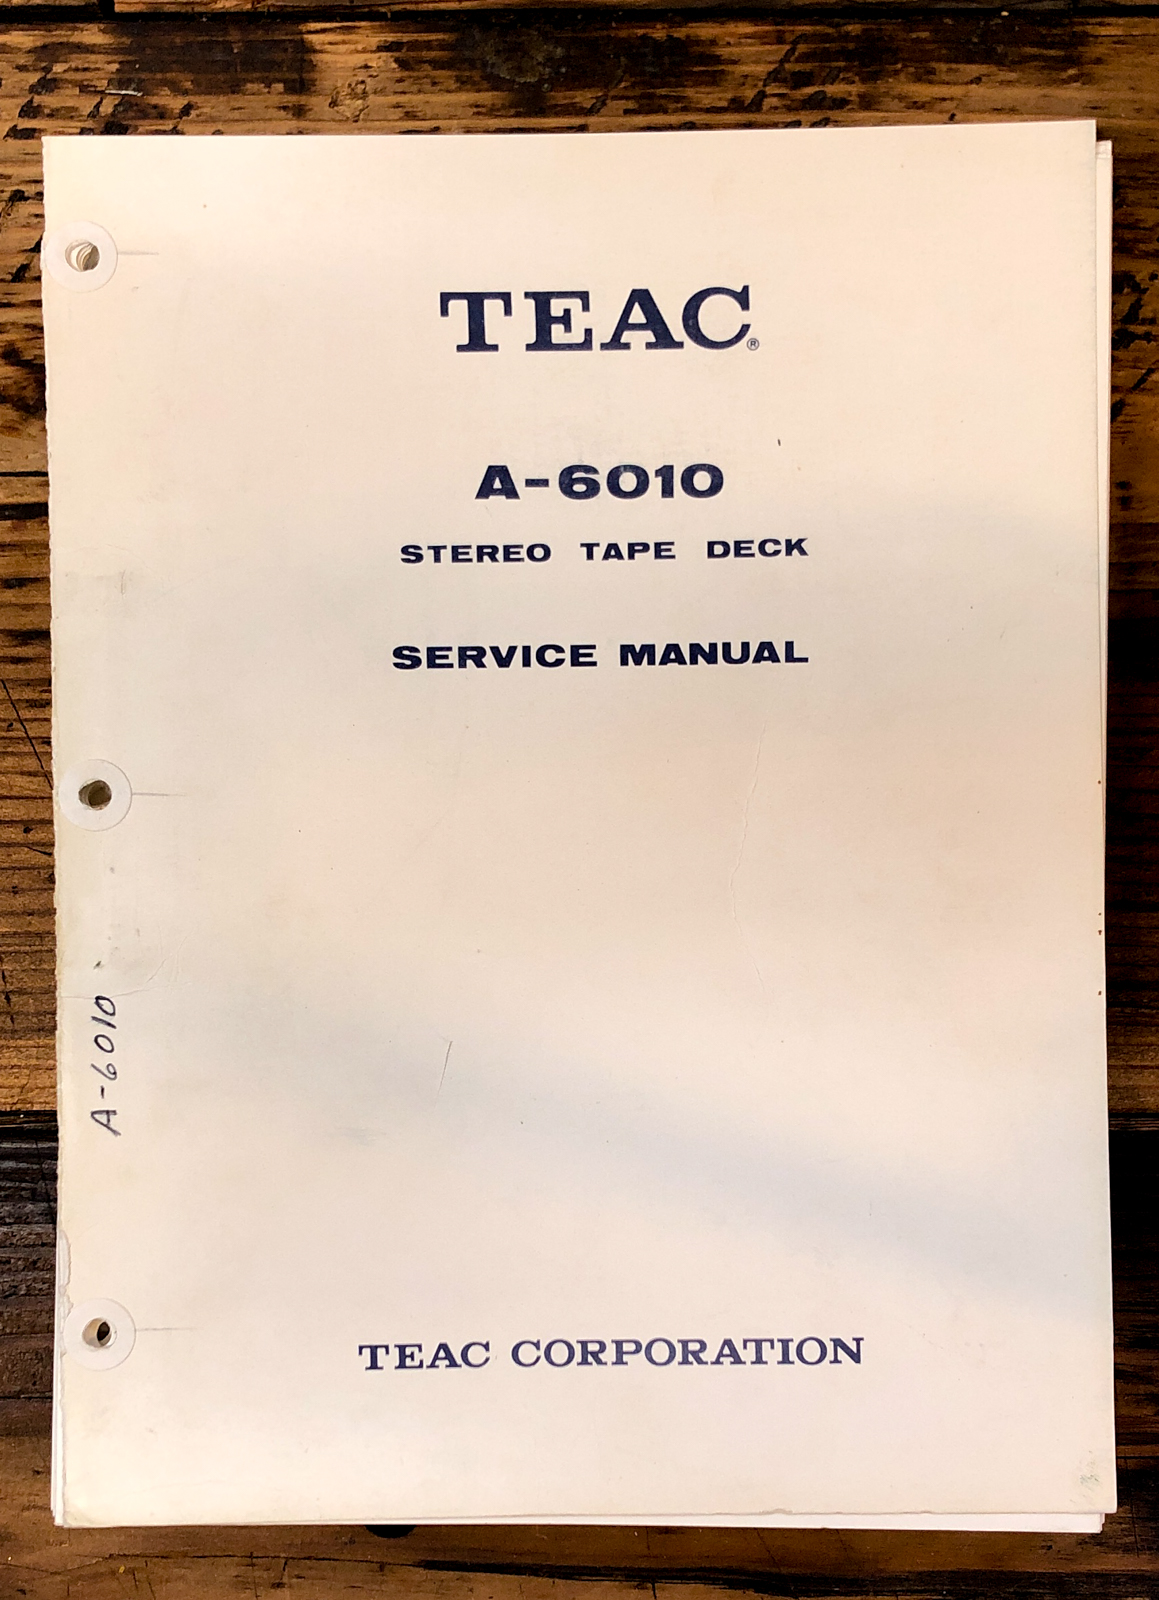 TEAC®
A-6010
STEREO TAPE DECK
SERVICE MANUAL
A-6010
TEAC CORPORATION